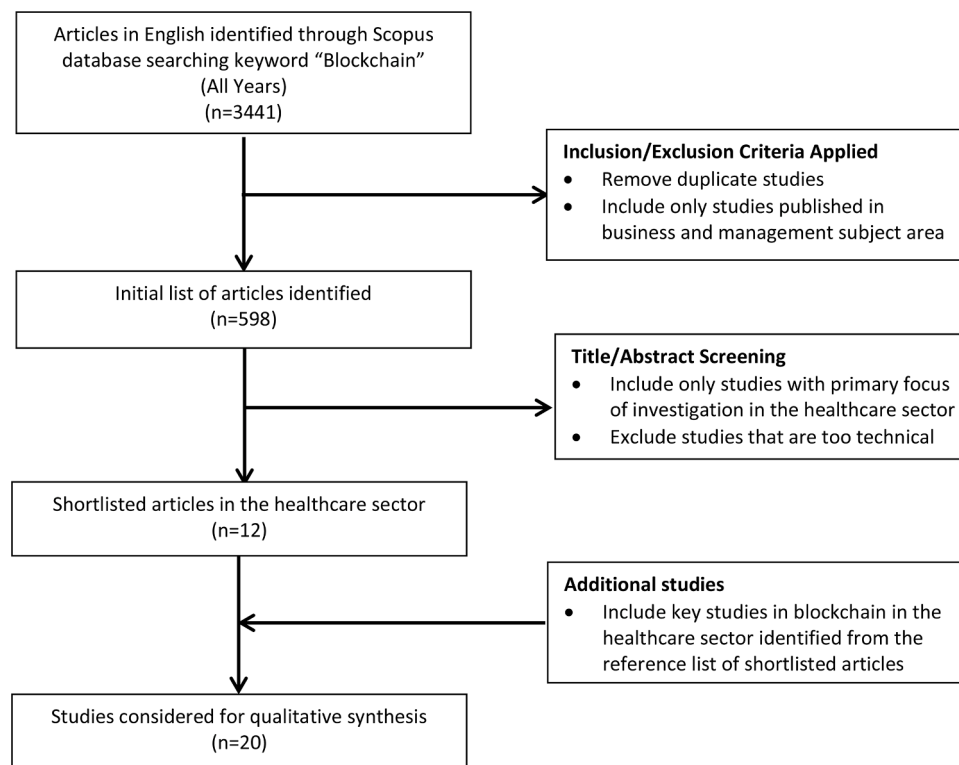 Articles in English identified through Scopus
database searching keyword “Blockchain”
(All Years)
(n=3441)
Inclusion/Exclusion Criteria Applied
• Remove duplicate studies
• Include only studies published in
business and management subject area
Initial list of articles identified
(n=598)
Title/Abstract Screening
• Include only studies with primary focus
of investigation in the healthcare sector
• Exclude studies that are too technical
Shortlisted articles in the healthcare sector
(n=12)
Additional studies
• Include key studies in blockchain in the
healthcare sector identified from the
reference list of shortlisted articles
Studies considered for qualitative synthesis
(n=20)